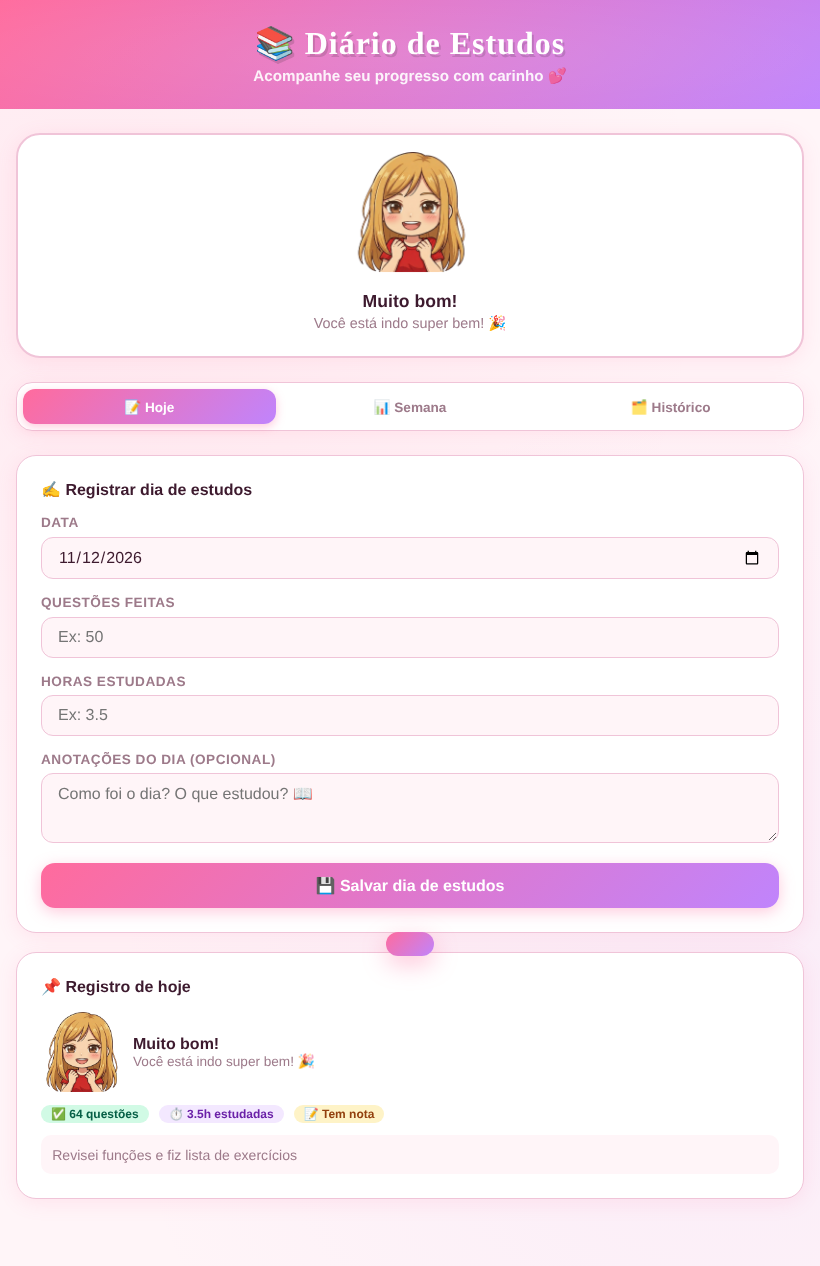 📚 Diário de Estudos
Acompanhe seu progresso com carinho 💕
Muito bom!
Você está indo super bem! 🎉
📝 Hoje
📊 Semana
🗂️ Histórico
✍️ Registrar dia de estudos
DATA
11/12/2026
QUESTÕES FEITAS
Ex: 50
HORAS ESTUDADAS
Ex: 3.5
ANOTAÇÕES DO DIA (OPCIONAL)
Como foi o dia? O que estudou? 📖
💾 Salvar dia de estudos
📌 Registro de hoje
Muito bom!
Você está indo super bem! 🎉
✅ 64 questões
⏱️ 3.5h estudadas
📝 Tem nota
Revisei funções e fiz lista de exercícios